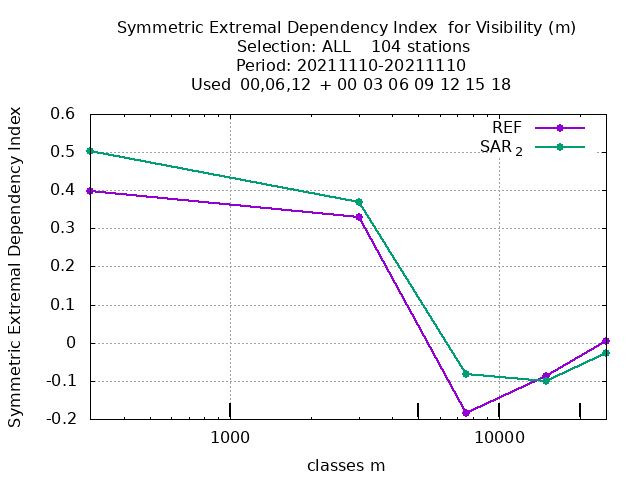 Symmetric Extremal Dependency Index  for Visibility (m)
Selection: ALL    104 stations
Period: 20211110-20211110
Used  00,06,12  + 00 03 06 09 12 15 18
Symmetric Extremal Dependency Index
0.6
0.5
0.4
0.3
0.2
0.1
0
-0.1
-0.2
REF
SAR 2
1000
10000
classes m